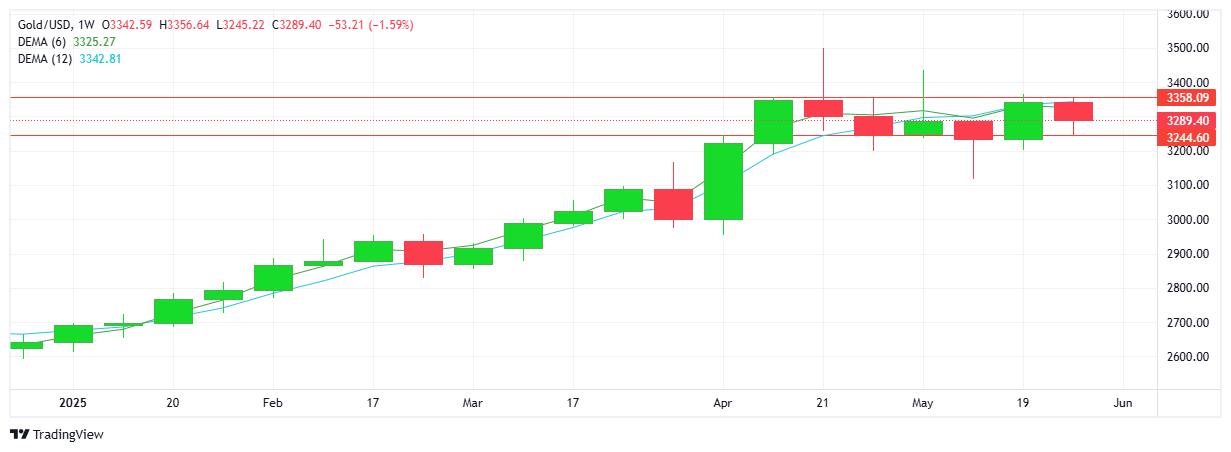 Gold/USD, 1W O3342.59 H3356.64 L3245.22 C3289.40 −53.21 (−1.59%)
DEMA (6) 3325.27
DEMA (12) 3342.81
3600.00
3500.00
3400.00
3358.09
3289.40
3244.60
3200.00
3100.00
3000.00
2900.00
2800.00
2700.00
2600.00
2025 20 Feb 17 Mar 17 Apr 21 May 19 Jun
TradingView